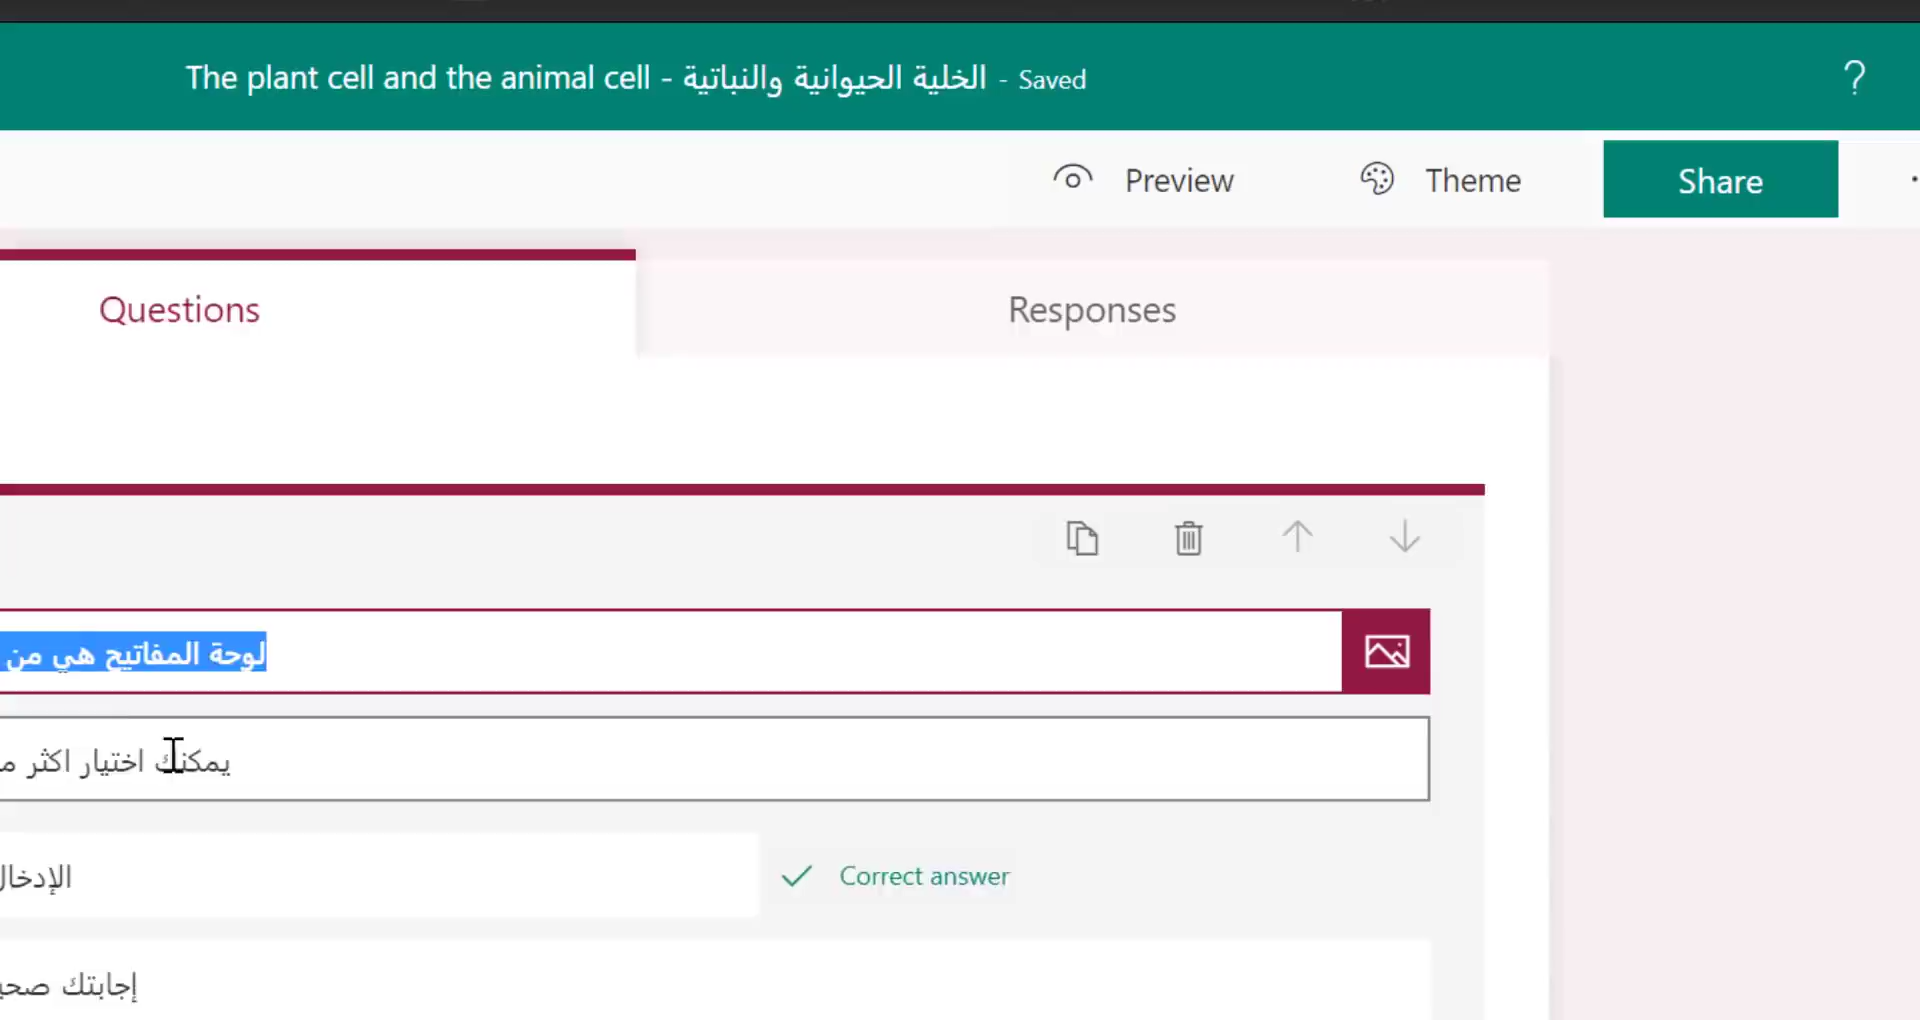 The plant cell and the animal cell - الخلية الحيوانية والنباتية - Saved
?
Preview
Theme
Share
Questions
Responses
لوحة المفاتيح هي من
يمكنك اختيار اكثر
Correct answer
إجابتك